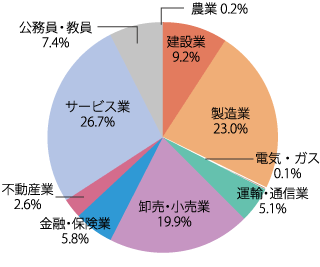 農業 0.2%
建設業
9.2%
製造業
23.0%
電気・ガス
0.1%
運輸・通信業
5.1%
卸売・小売業
19.9%
金融・保険業
5.8%
不動産業
2.6%
サービス業
26.7%
公務員・教員
7.4%